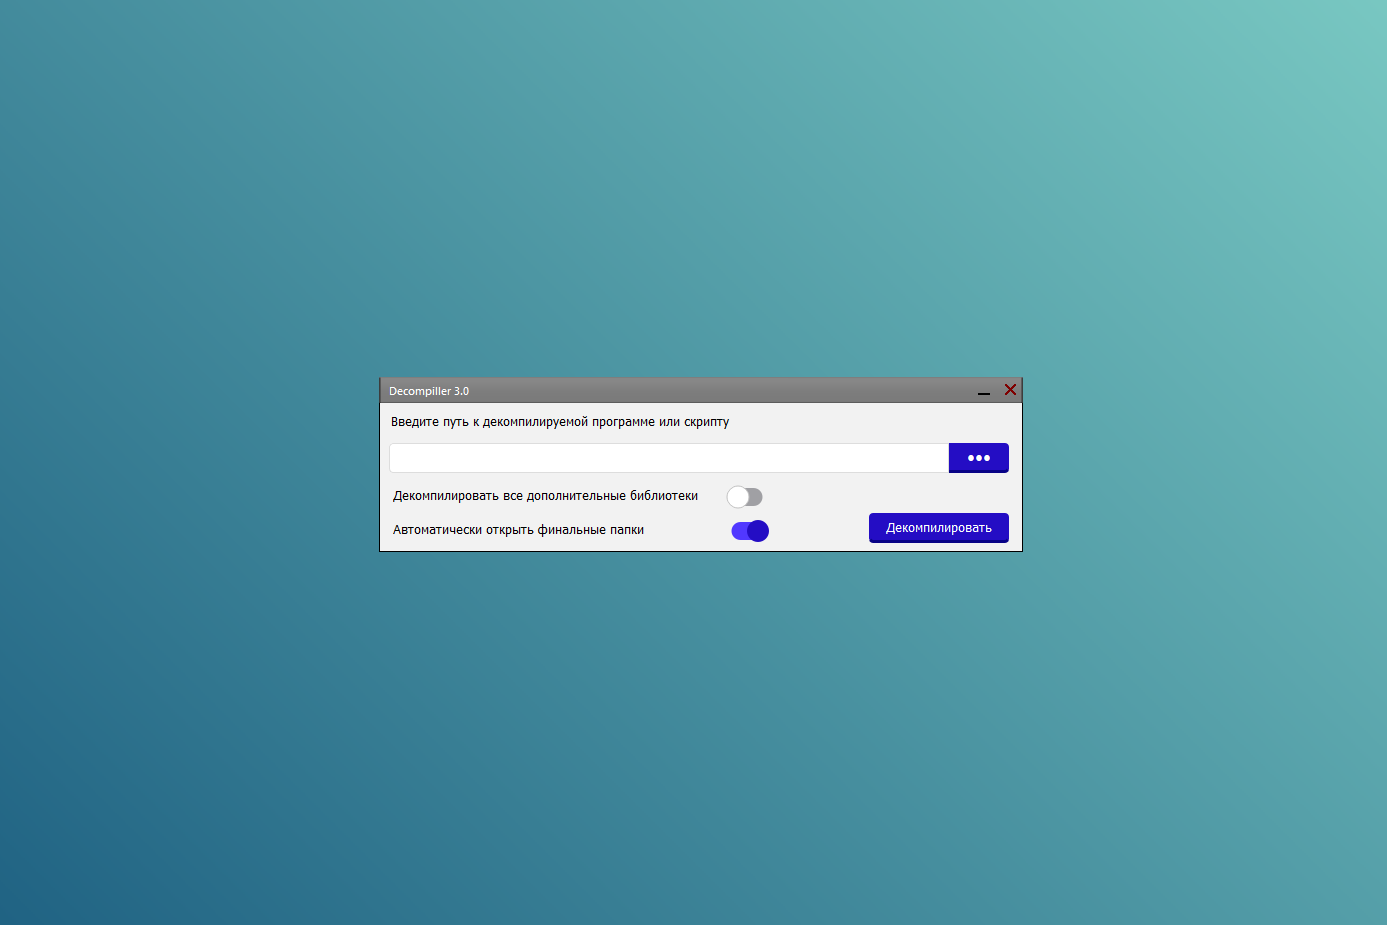 Decompiller 3.0
Введите путь к декомпилируемой программе или скрипту
Декомпилировать все дополнительные библиотеки
Автоматически открыть финальные папки
Декомпилировать